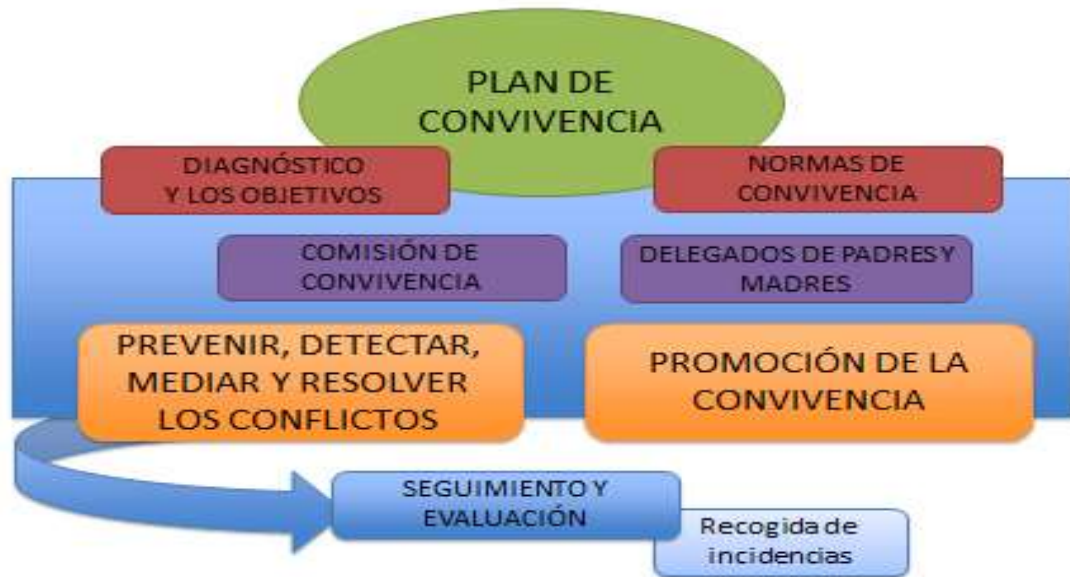 PLAN DE
CONVIVENCIA
DIAGNÓSTICO
Y LOS OBJETIVOS
NORMAS DE
CONVIVENCIA
COMISIÓN DE
CONVIVENCIA
DELEGADOS DE PADRES Y
MADRES
PREVENIR, DETECTAR,
MEDIAR Y RESOLVER
LOS CONFLICTOS
PROMOCIÓN DE LA
CONVIVENCIA
SEGUIMIENTO Y
EVALUACIÓN
Recogida de
incidencias